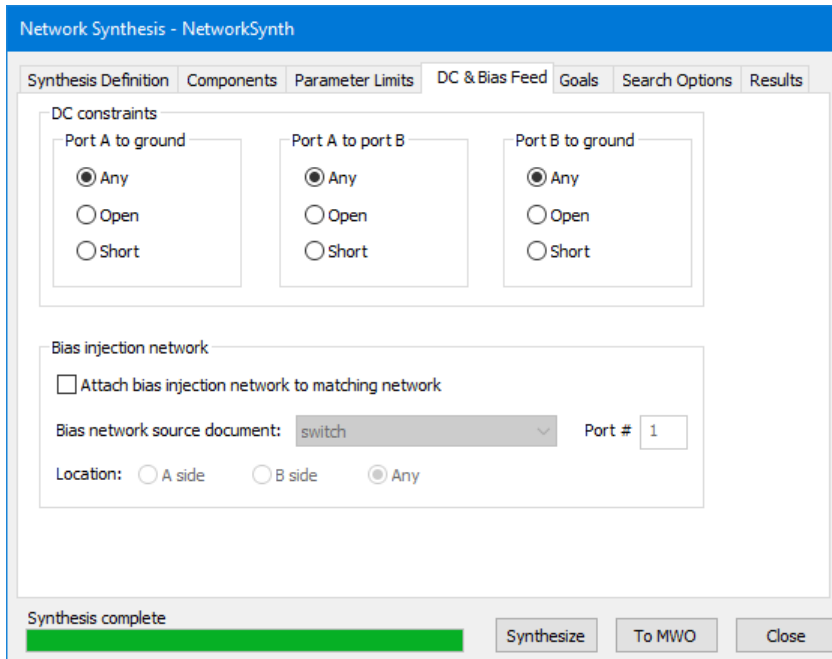 Network Synthesis - NetworkSynth
Synthesis Definition Components Parameter Limits DC & Bias Feed Goals Search Options Results
DC constraints
Port A to ground Port A to port B Port B to ground
Any Any Any
Open Open Open
Short Short Short
Bias injection network
Attach bias injection network to matching network
Bias network source document: switch Port # 1
Location: A side B side Any
Synthesis complete
Synthesize To MWO Close